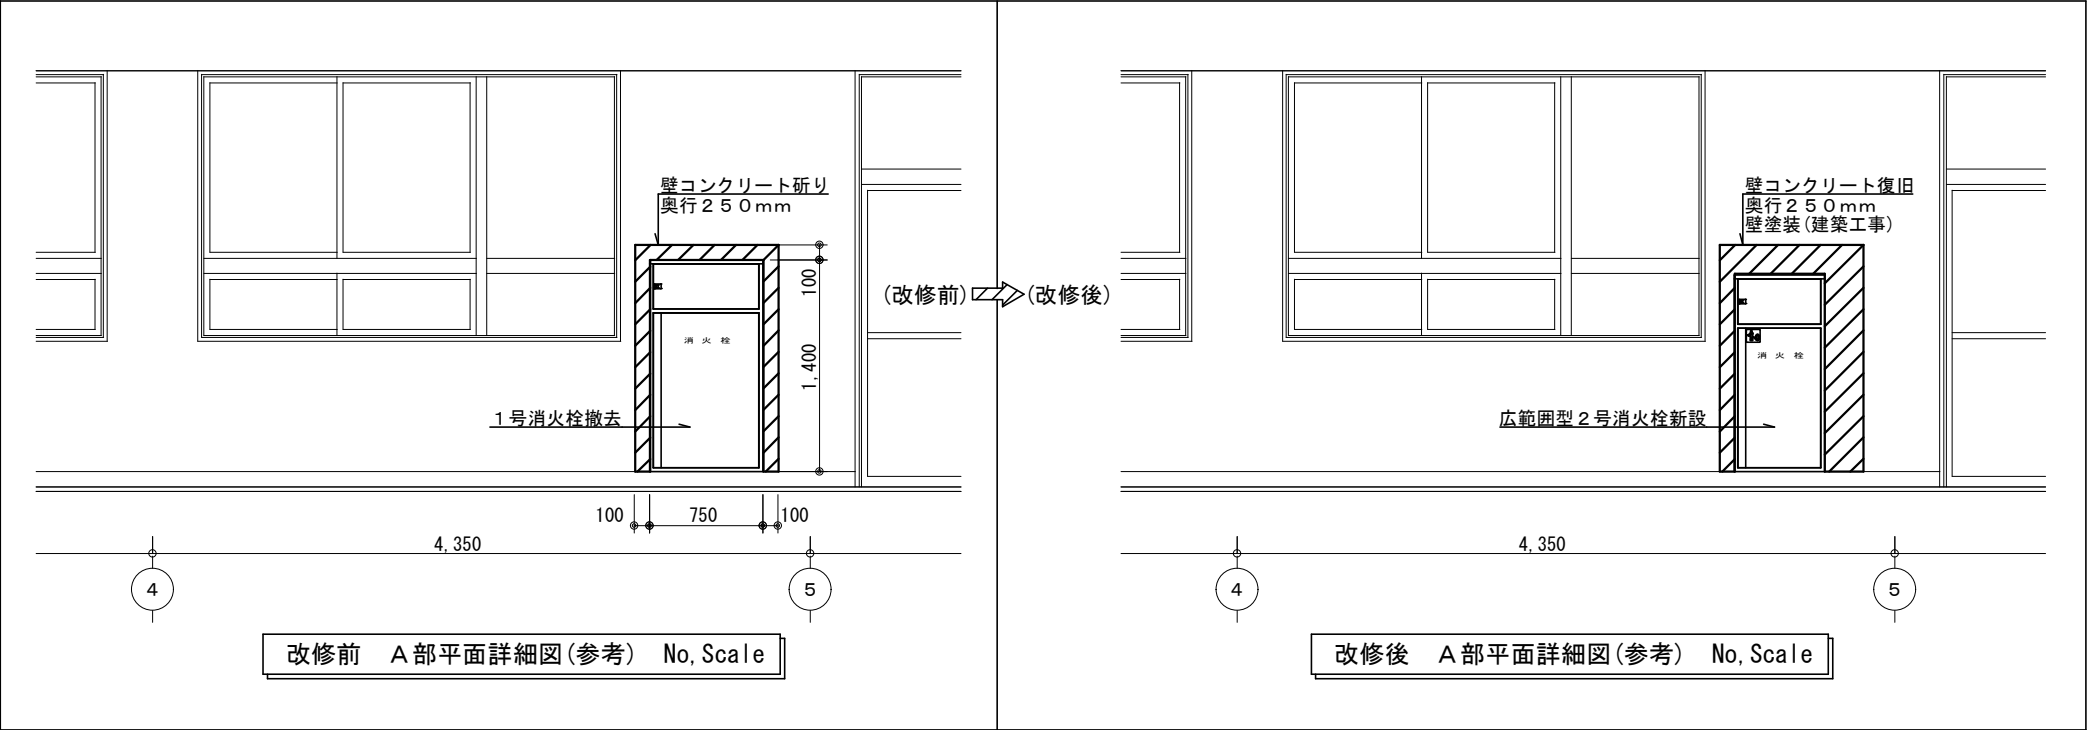 壁コンクリート斫り
奥行２５０mm
100
1,400
消火栓
１号消火栓撤去
100
750
100
4,350
4
5
改修前　Ａ部平面詳細図(参考)　No,Scale
(改修前)
(改修後)
壁コンクリート復旧
奥行２５０mm
壁塗装(建築工事)
消火栓
広範囲型２号消火栓新設
4,350
4
5
改修後　Ａ部平面詳細図(参考)　No,Scale